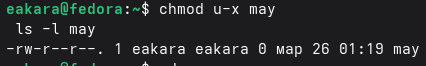 eakara@fedora:~$ chmod u-x may
ls -l may
-rw-r--r--. 1 eakara eakara 0 мар 26 01:19 may